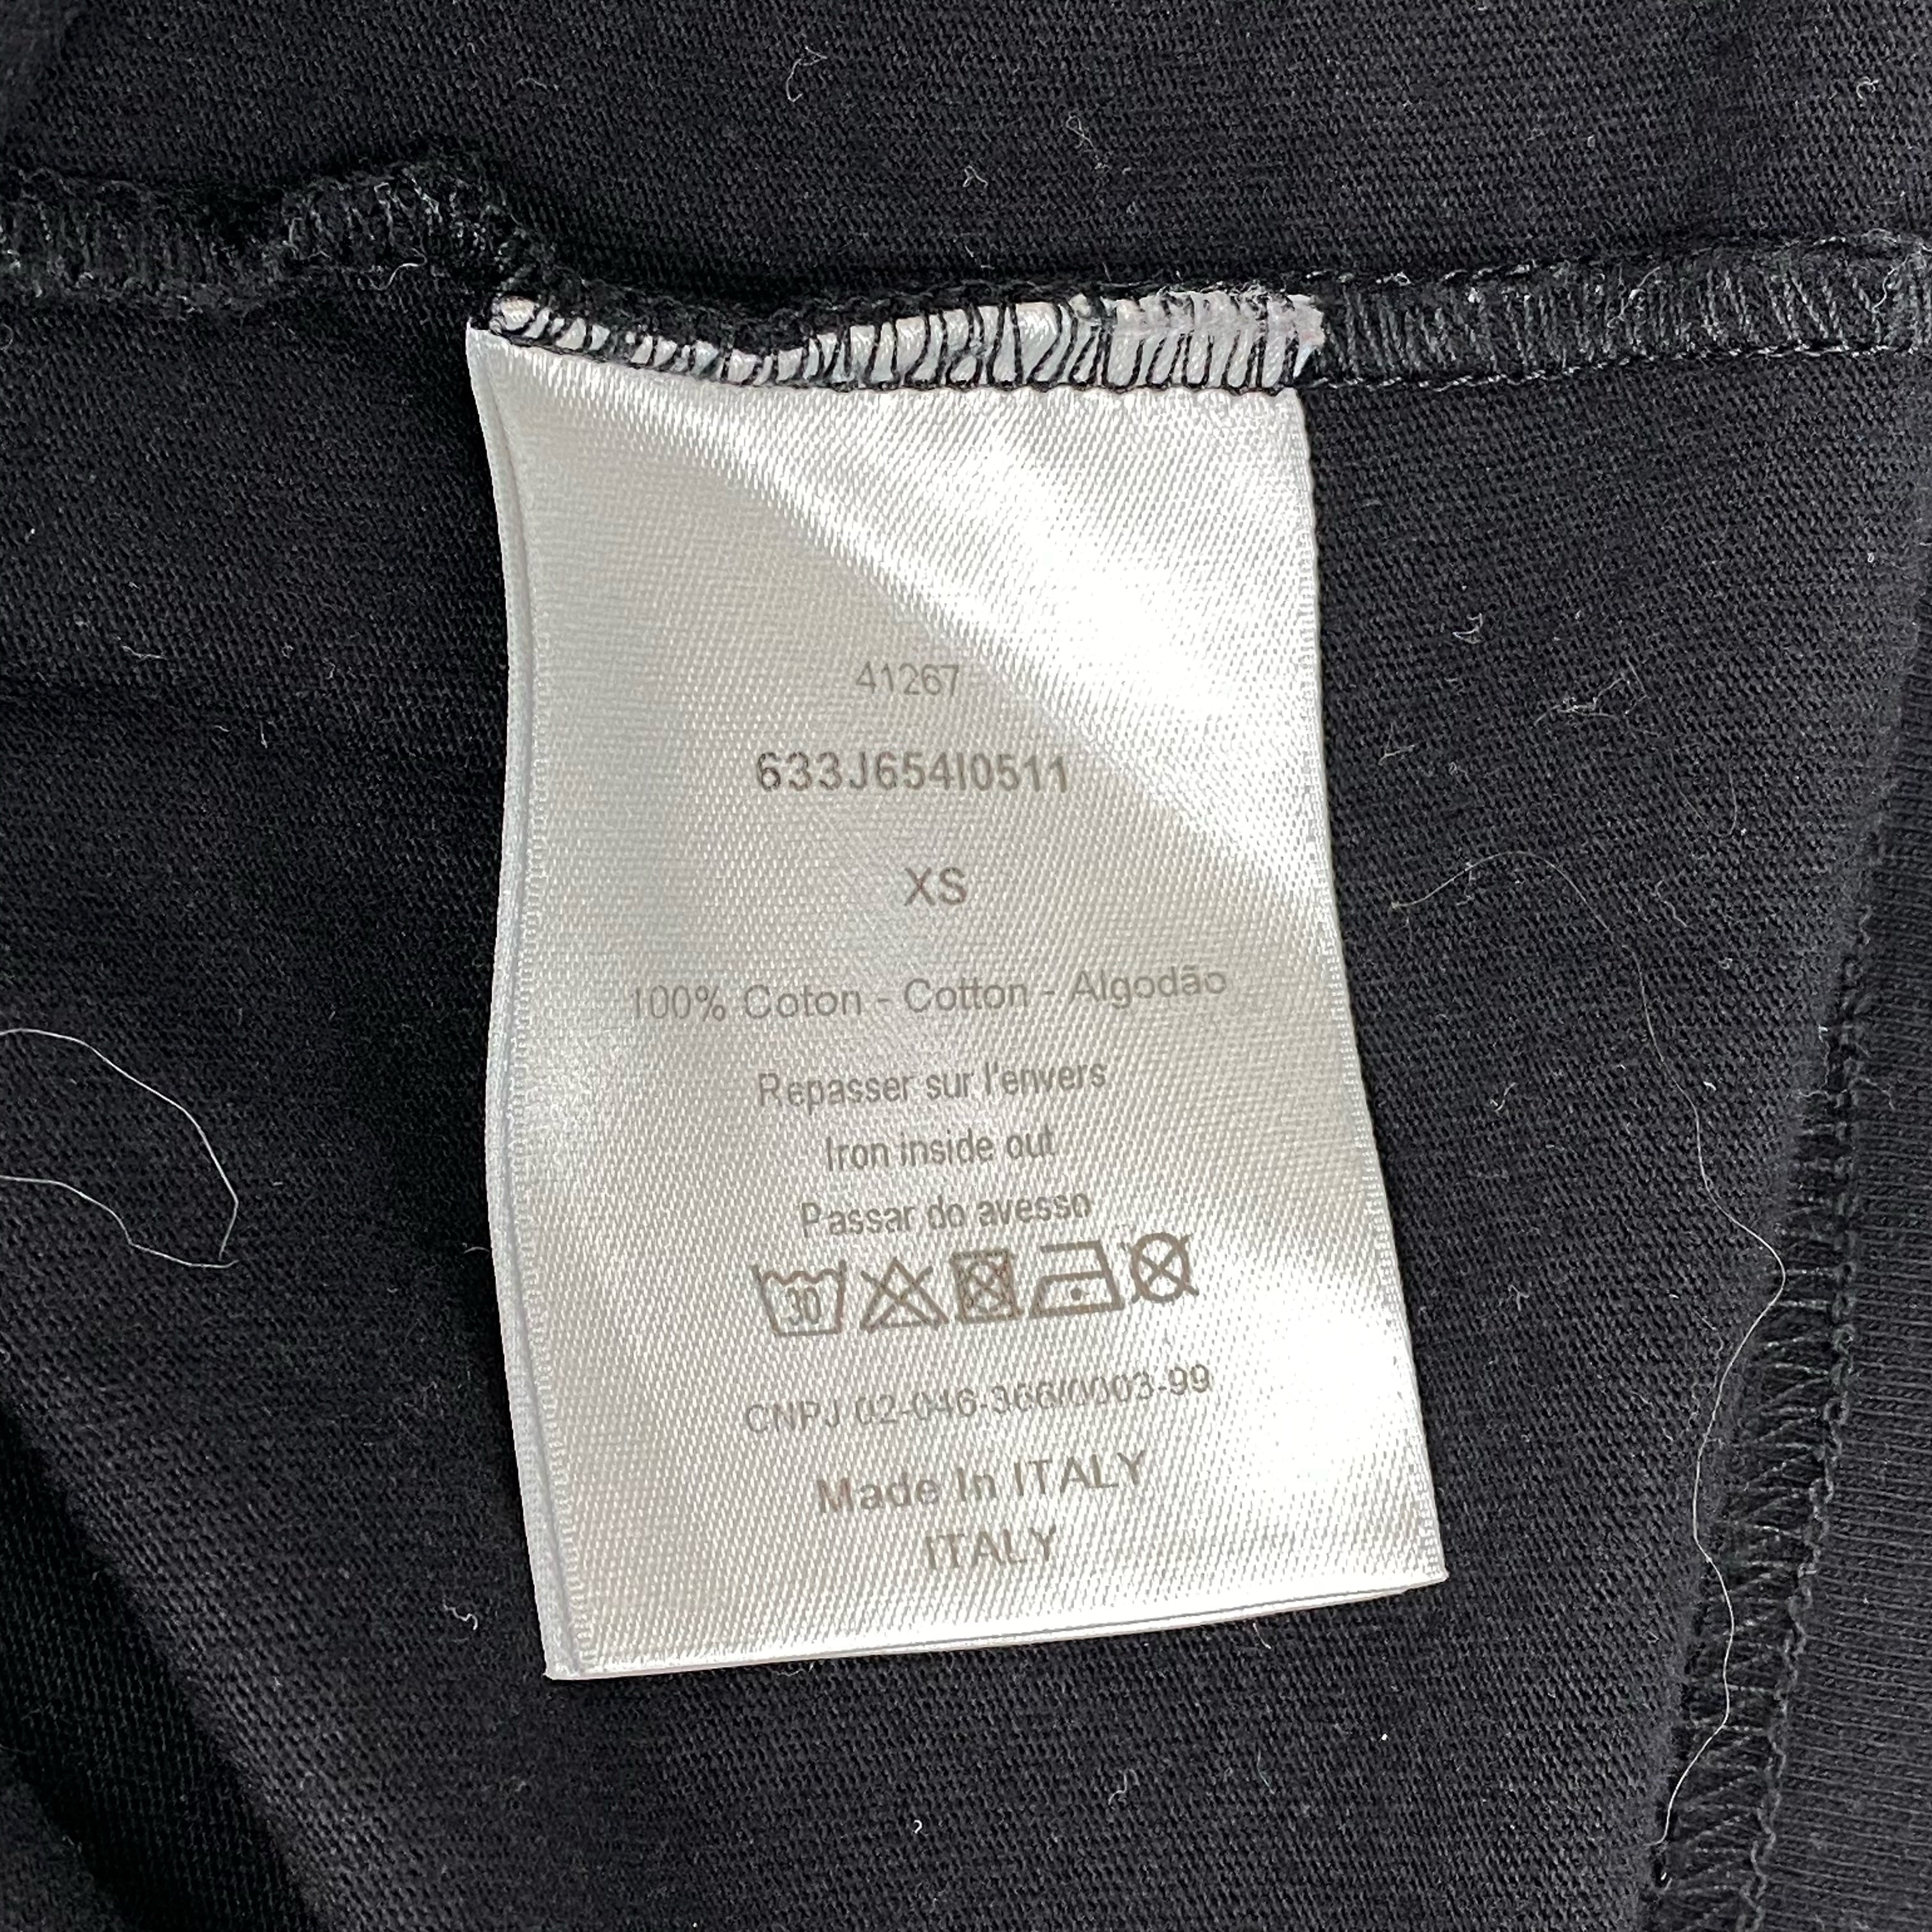 41267
633J654I0511
XS
100% Coton - Cotton - Algodão
Repasser sur l'envers
Iron inside out
Passar do avesso
30
CNPJ 02-046-366/0003-99
Made In ITALY
ITALY